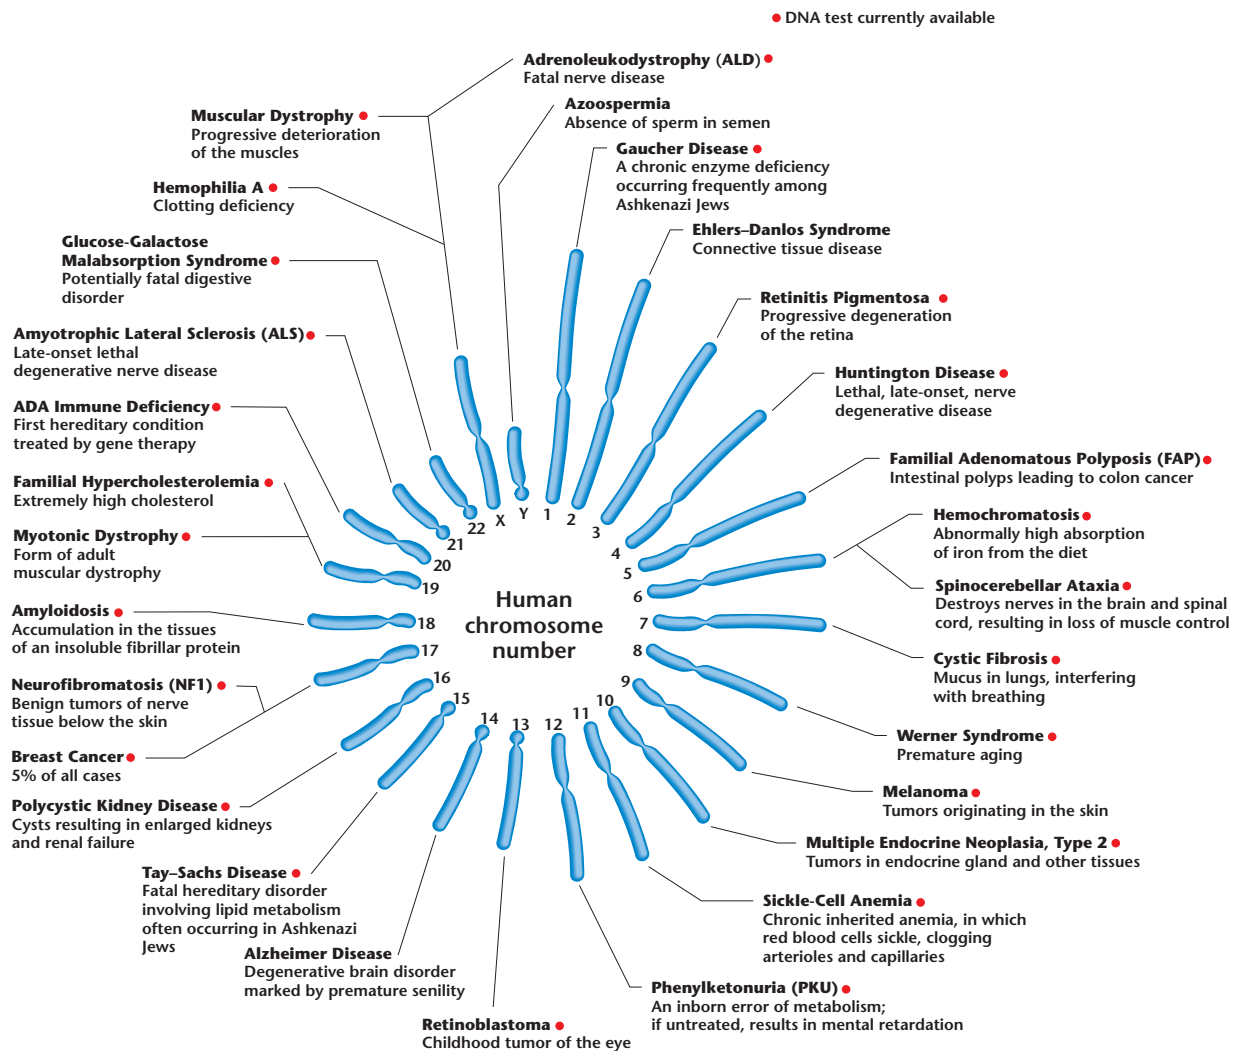 DNA test currently available
Adrenoleukodystrophy (ALD)
Fatal nerve disease
Azoospermia
Absence of sperm in semen
Gaucher Disease
A chronic enzyme deficiency
occurring frequently among
Ashkenazi Jews
Ehlers–Danlos Syndrome
Connective tissue disease
Retinitis Pigmentosa
Progressive degeneration
of the retina
Huntington Disease
Lethal, late-onset, nerve
degenerative disease
Familial Adenomatous Polyposis (FAP)
Intestinal polyps leading to colon cancer
Hemochromatosis
Abnormally high absorption
of iron from the diet
Spinocerebellar Ataxia
Destroys nerves in the brain and spinal
cord, resulting in loss of muscle control
Cystic Fibrosis
Mucus in lungs, interfering
with breathing
Werner Syndrome
Premature aging
Melanoma
Tumors originating in the skin
Multiple Endocrine Neoplasia, Type 2
Tumors in endocrine gland and other tissues
Sickle-Cell Anemia
Chronic inherited anemia, in which
red blood cells sickle, clogging
arterioles and capillaries
Phenylketonuria (PKU)
An inborn error of metabolism;
if untreated, results in mental retardation
Retinoblastoma
Childhood tumor of the eye
Alzheimer Disease
Degenerative brain disorder
marked by premature senility
Tay–Sachs Disease
Fatal hereditary disorder
involving lipid metabolism
often occurring in Ashkenazi
Jews
Polycystic Kidney Disease
Cysts resulting in enlarged kidneys
and renal failure
Breast Cancer
5% of all cases
Neurofibromatosis (NF1)
Benign tumors of nerve
tissue below the skin
Amyloidosis
Accumulation in the tissues
of an insoluble fibrillar protein
Myotonic Dystrophy
Form of adult
muscular dystrophy
Familial Hypercholesterolemia
Extremely high cholesterol
ADA Immune Deficiency
First hereditary condition
treated by gene therapy
Amyotrophic Lateral Sclerosis (ALS)
Late-onset lethal
degenerative nerve disease
Glucose-Galactose
Malabsorption Syndrome
Potentially fatal digestive
disorder
Hemophilia A
Clotting deficiency
Muscular Dystrophy
Progressive deterioration
of the muscles
Human
chromosome
number
1
2
3
4
5
6
7
8
9
10
11
12
13
14
15
16
17
18
19
20
21
22
X
Y